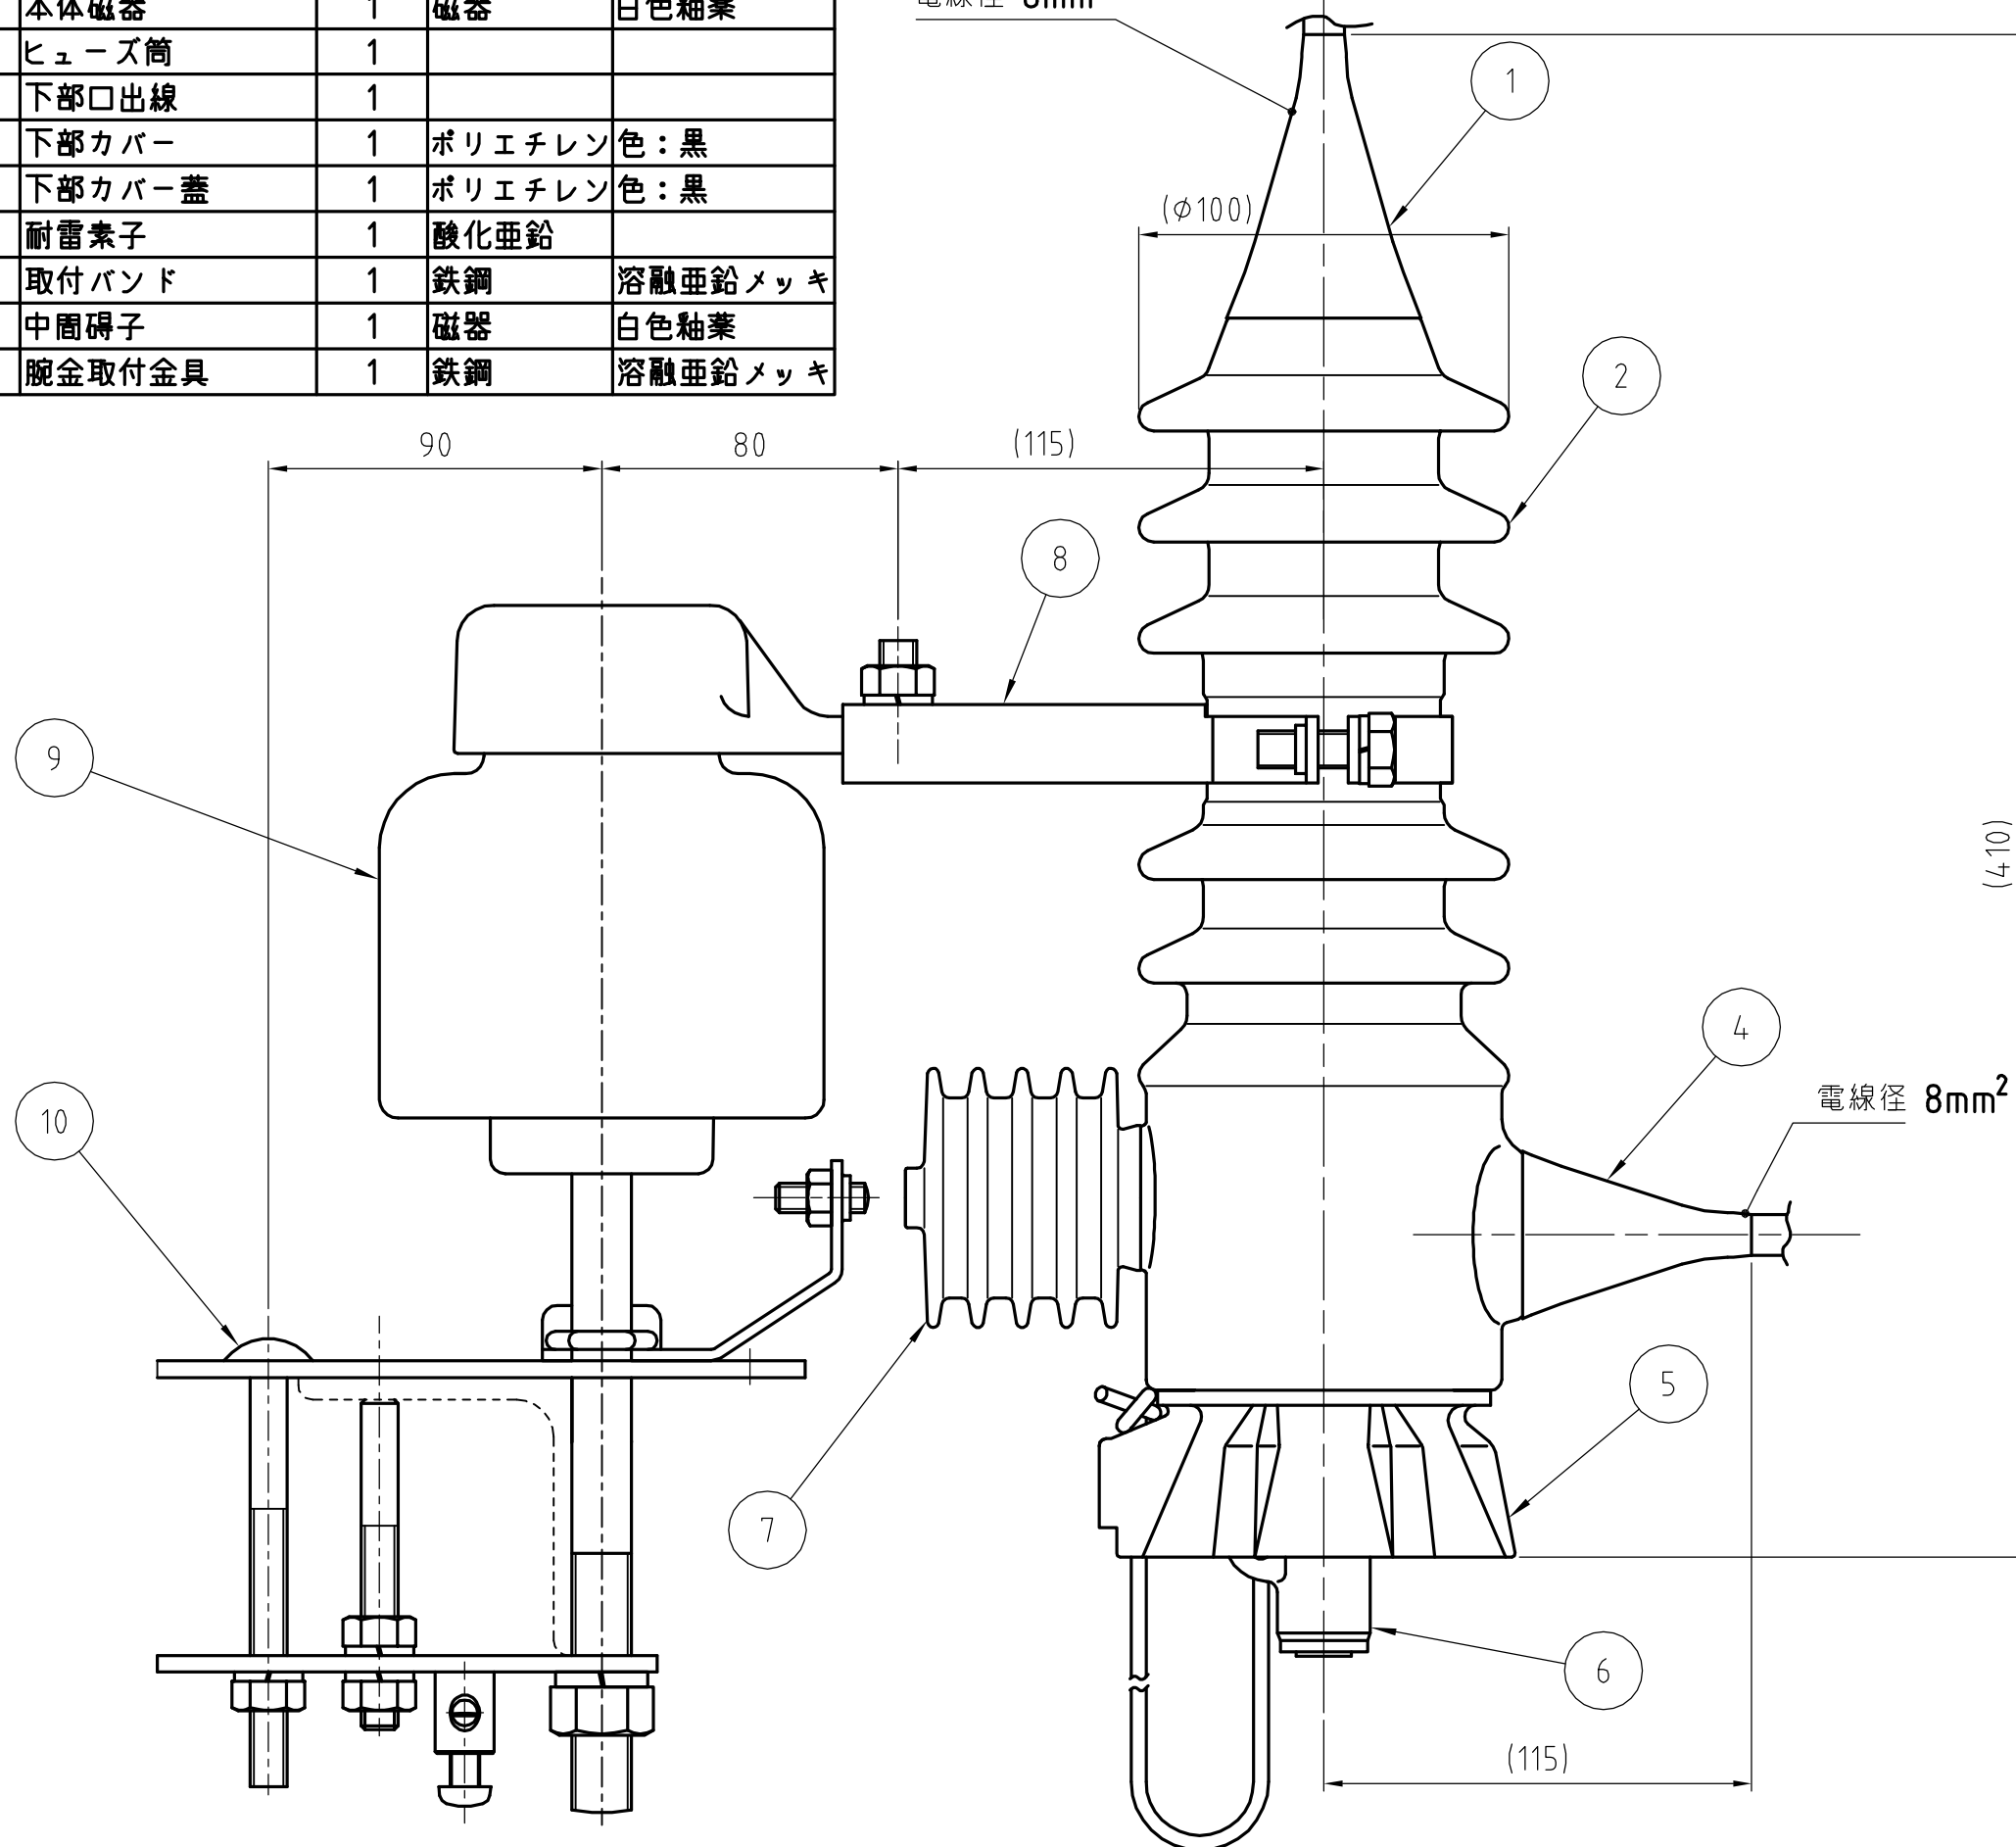 本体磁器 1 磁器 白色釉薬
ヒューズ筒 1
下部口出線 1
下部カバー 1 ポリエチレン 色：黒
下部カバー蓋 1 ポリエチレン 色：黒
耐雷素子 1 酸化亜鉛
取付バンド 1 鉄鋼 溶融亜鉛メッキ
中間碍子 1 磁器 白色釉薬
腕金取付金具 1 鉄鋼 溶融亜鉛メッキ
電線径 8mm
1
(φ100)
2
90
80
(115)
8
9
(410)
4
電線径 8mm²
10
5
7
6
(115)